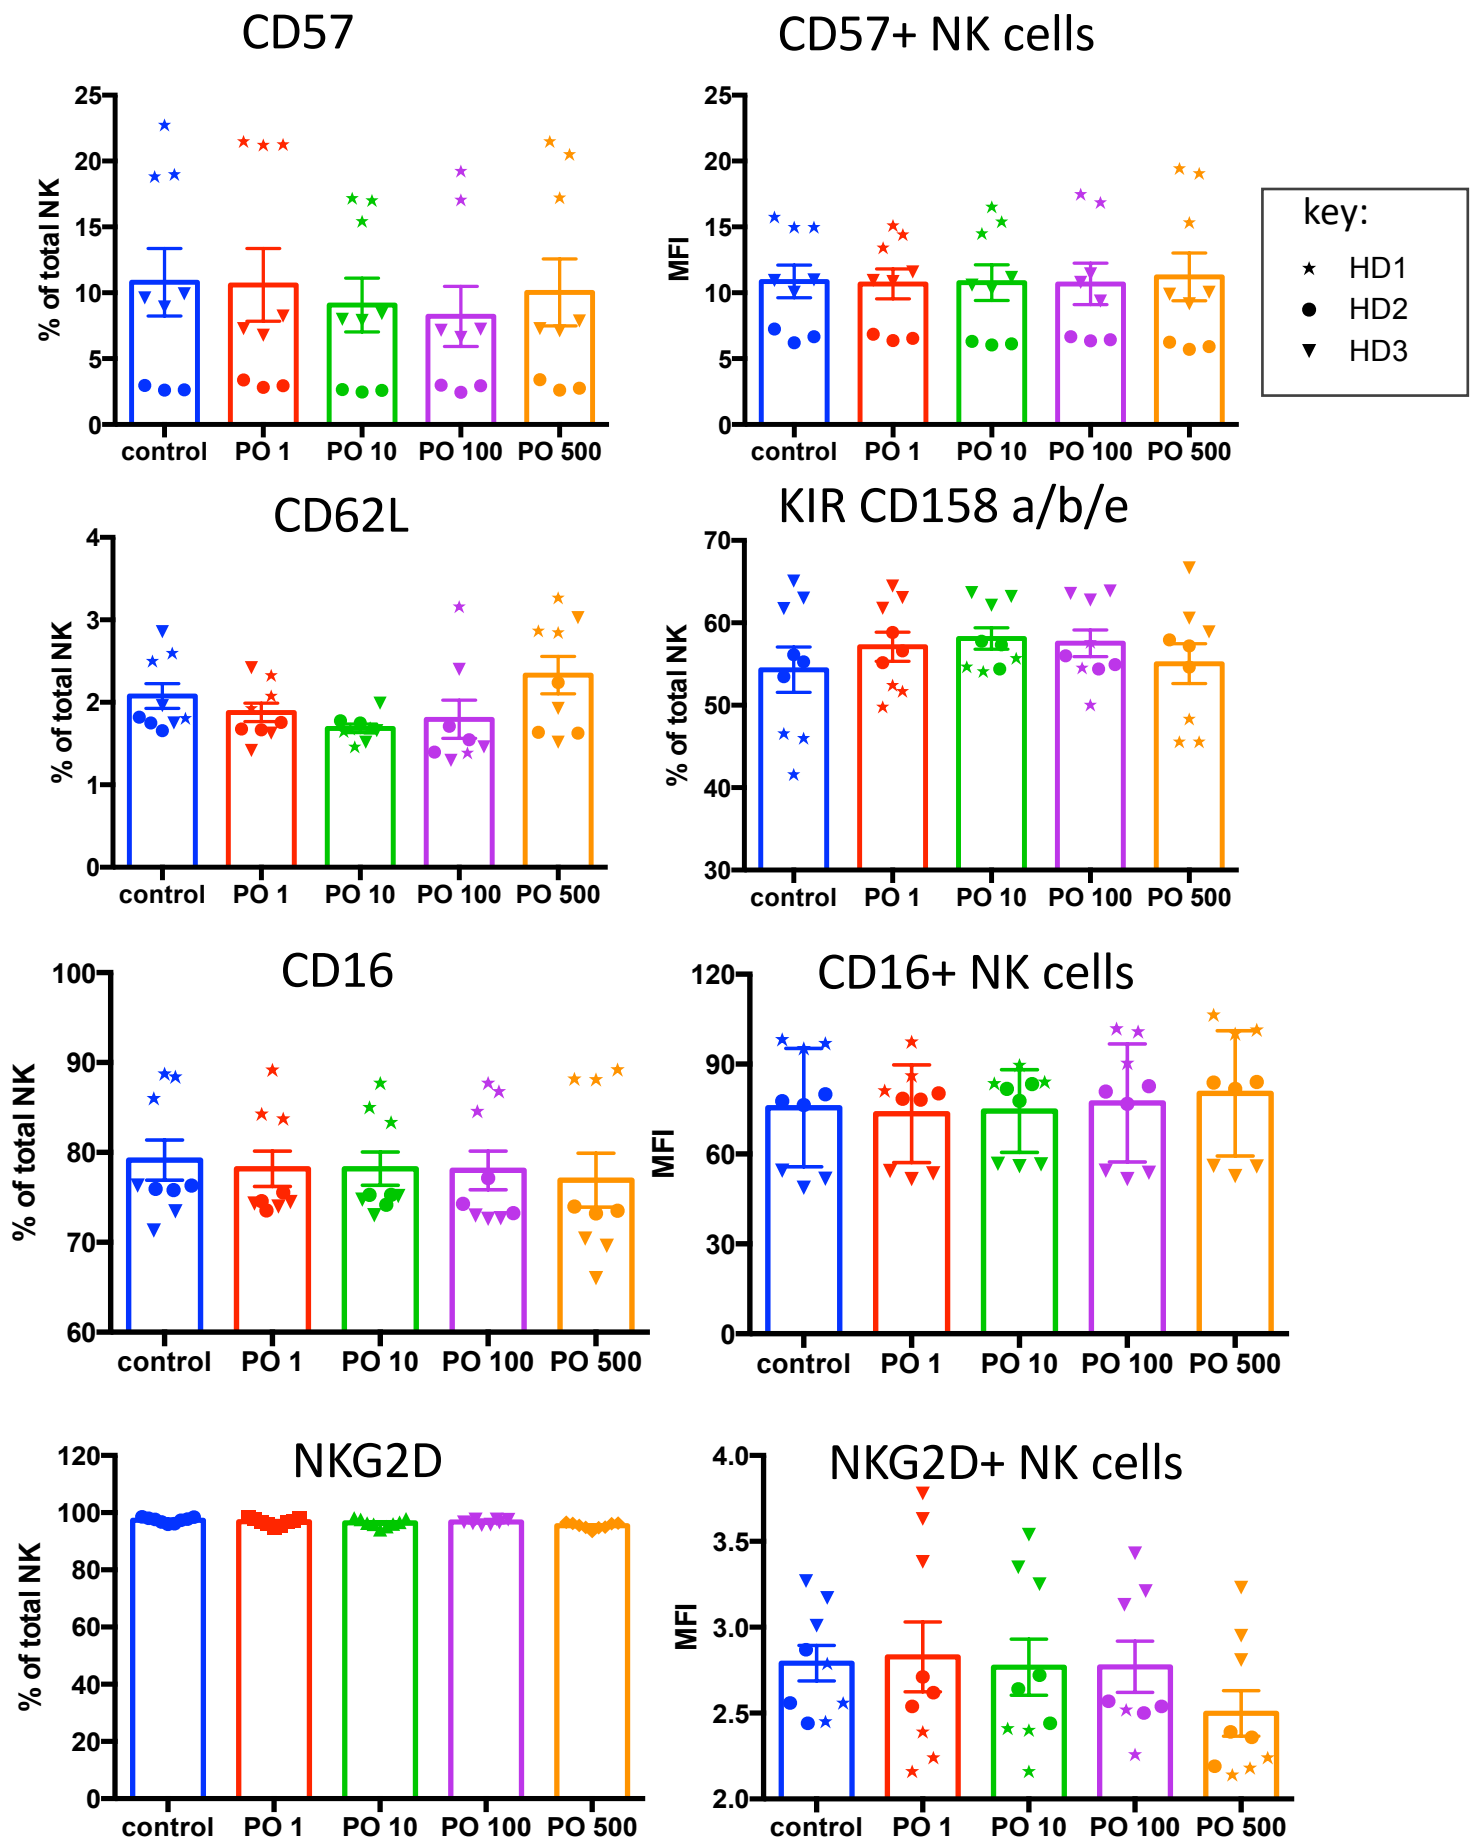 CD57
25
20
15
10
5
0
% of total NK
control PO 1 PO 10 PO 100 PO 500
CD57+ NK cells
25
20
15
10
5
0
MFI
control PO 1 PO 10 PO 100 PO 500
key:
HD1
HD2
HD3
CD62L
4
3
2
1
0
% of total NK
control PO 1 PO 10 PO 100 PO 500
KIR CD158 a/b/e
70
60
50
40
30
% of total NK
control PO 1 PO 10 PO 100 PO 500
CD16
100
90
80
70
60
% of total NK
control PO 1 PO 10 PO 100 PO 500
CD16+ NK cells
120
90
60
30
0
MFI
control PO 1 PO 10 PO 100 PO 500
NKG2D
120
100
80
60
40
20
0
% of total NK
control PO 1 PO 10 PO 100 PO 500
NKG2D+ NK cells
4.0
3.5
3.0
2.5
2.0
MFI
control PO 1 PO 10 PO 100 PO 500